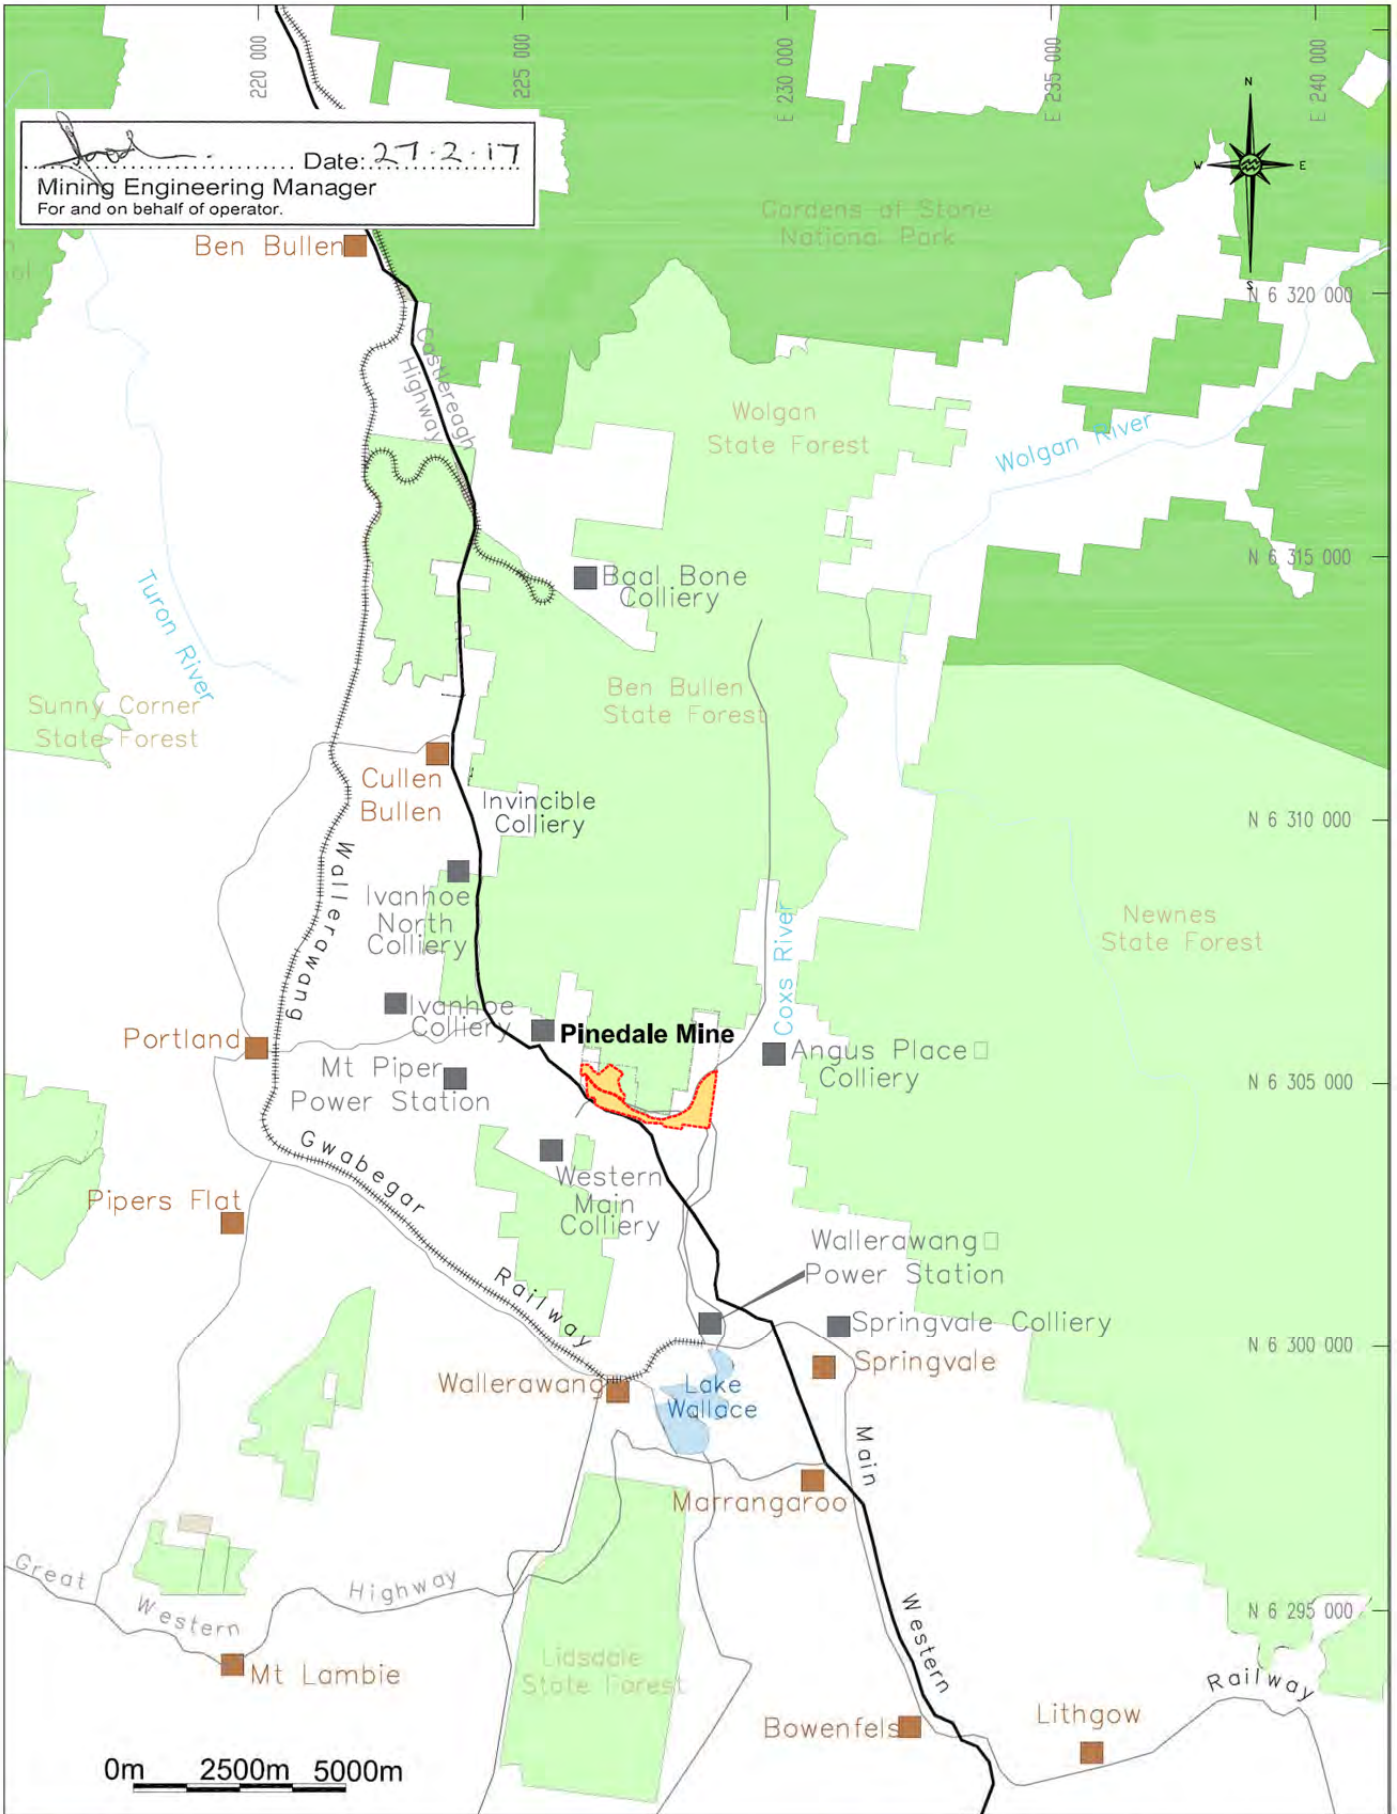 220 000
225 000
E 230 000
E 235 000
E 240 000
N
W
E
S
Date: 27.2.17
Mining Engineering Manager
For and on behalf of operator.
Gardens of Stone
National Park
Ben Bullen
N 6 320 000
Castlereagh
Highway
Wolgan
State Forest
Wolgan River
N 6 315 000
Baal Bone
Colliery
Turon River
Ben Bullen
State Forest
Sunny Corner
State Forest
Cullen
Bullen
Invincible
Colliery
N 6 310 000
Wallerawang
Ivanhoe
North
Colliery
Coxs River
Newnes
State Forest
Ivanhoe
Colliery
Pinedale Mine
Portland
Angus Place
Colliery
Mt Piper
Power Station
N 6 305 000
Gwabegar
Western
Main
Colliery
Pipers Flat
Wallerawang
Power Station
Railway
Springvale Colliery
N 6 300 000
Springvale
Wallerawang
Lake
Wallace
Main
Marrangaroo
Great
Western
Highway
N 6 295 000
Western
Lidsdale
State Forest
Mt Lambie
Railway
Bowenfels
Lithgow
0m 2500m 5000m